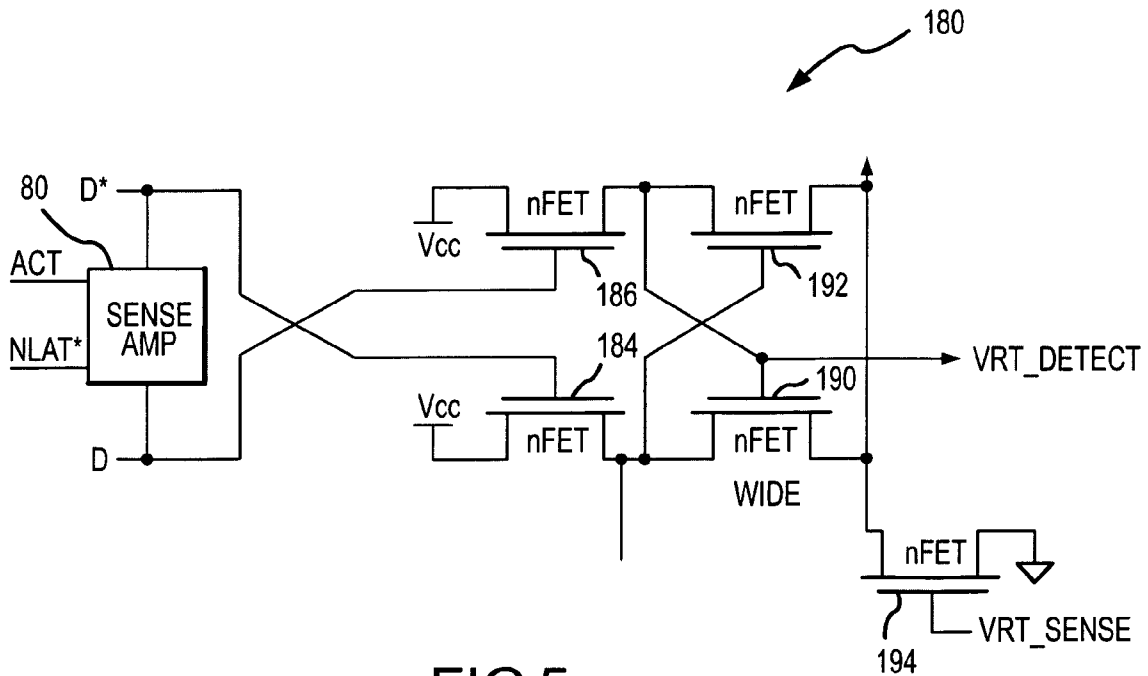 180
80
D*
ACT
NLAT*
SENSE
AMP
D
nFET
Vcc
186
nFET
192
184
Vcc
nFET
190
nFET
WIDE
VRT_DETECT
nFET
VRT_SENSE
194
FIG.5